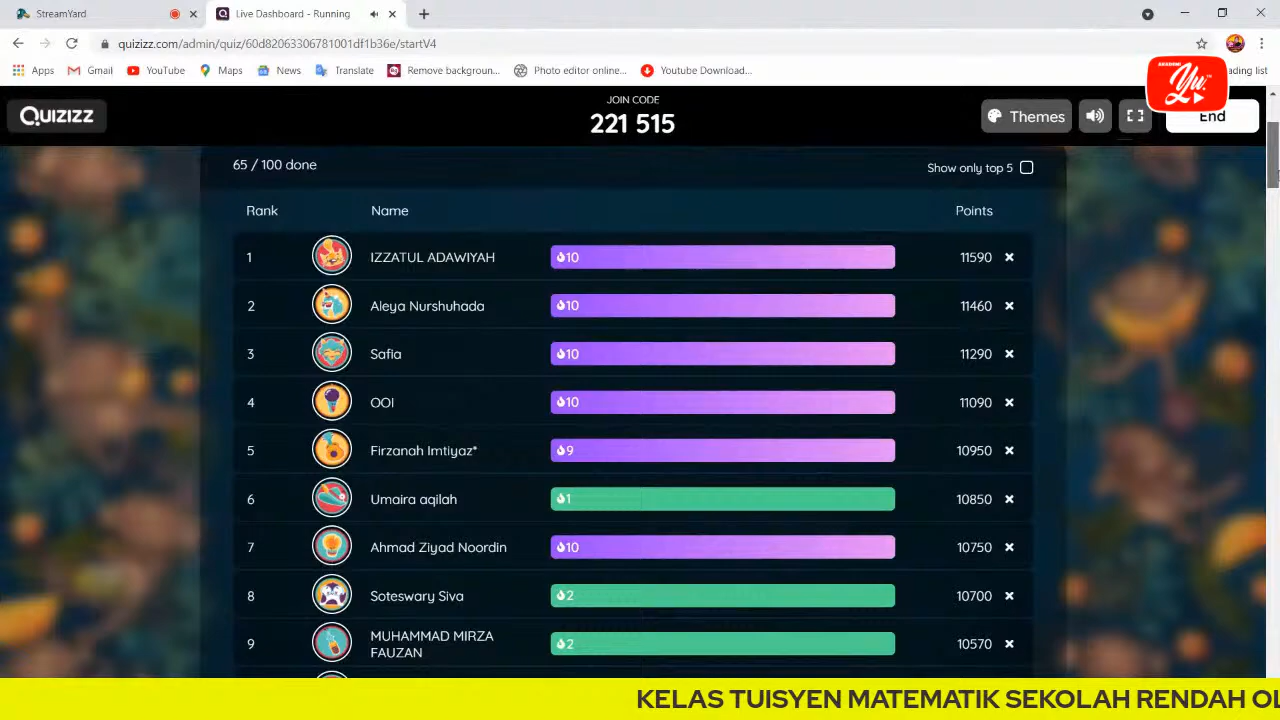 StreamYard
Live Dashboard - Running
quizizz.com/admin/quiz/60d82063306781001df1b36e/startV4
Apps Gmail YouTube Maps News Translate Remove backgr... Photo editor online... Youtube Download... ading list
Quizizz
JOIN CODE
221 515
Themes
End
65 / 100 done
Show only top 5
Rank Name Points
1 IZZATUL ADAWIYAH 10 11590
2 Aleya Nurshuhada 10 11460
3 Safia 10 11290
4 OOI 10 11090
5 Firzanah Imtiyaz* 9 10950
6 Umaira aqilah 1 10850
7 Ahmad Ziyad Noordin 10 10750
8 Soteswary Siva 2 10700
9 MUHAMMAD MIRZA FAUZAN 2 10570
KELAS TUISYEN MATEMATIK SEKOLAH RENDAH OL